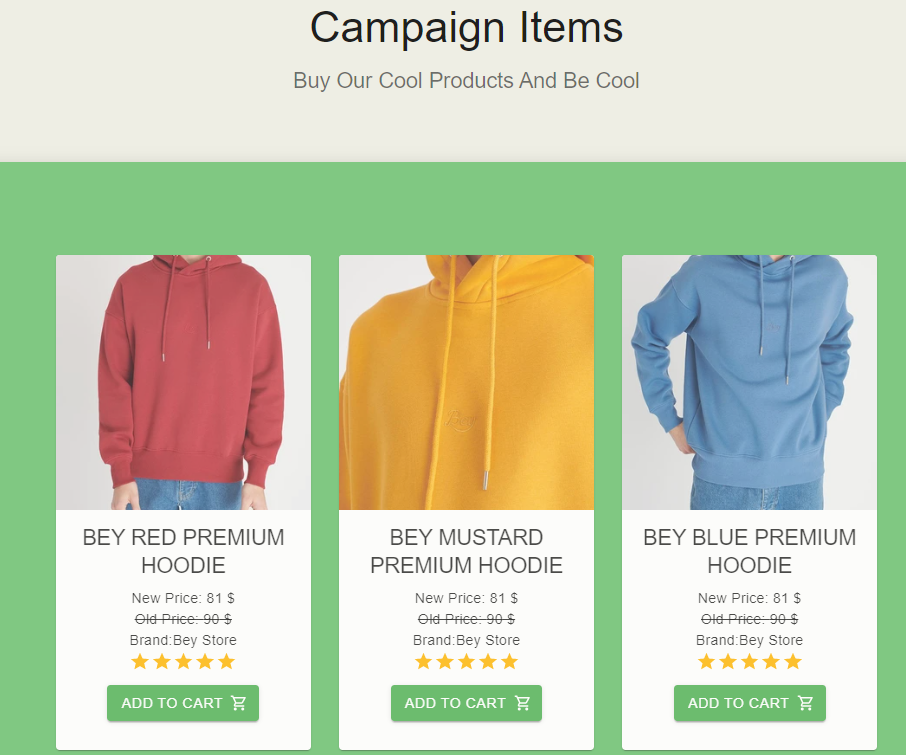 Campaign Items
Buy Our Cool Products And Be Cool
BEY RED PREMIUM
HOODIE
New Price: 81 $
Old Price: 90 $
Brand:Bey Store
ADD TO CART
BEY MUSTARD
PREMIUM HOODIE
New Price: 81 $
Old Price: 90 $
Brand:Bey Store
ADD TO CART
BEY BLUE PREMIUM
HOODIE
New Price: 81 $
Old Price: 90 $
Brand:Bey Store
ADD TO CART